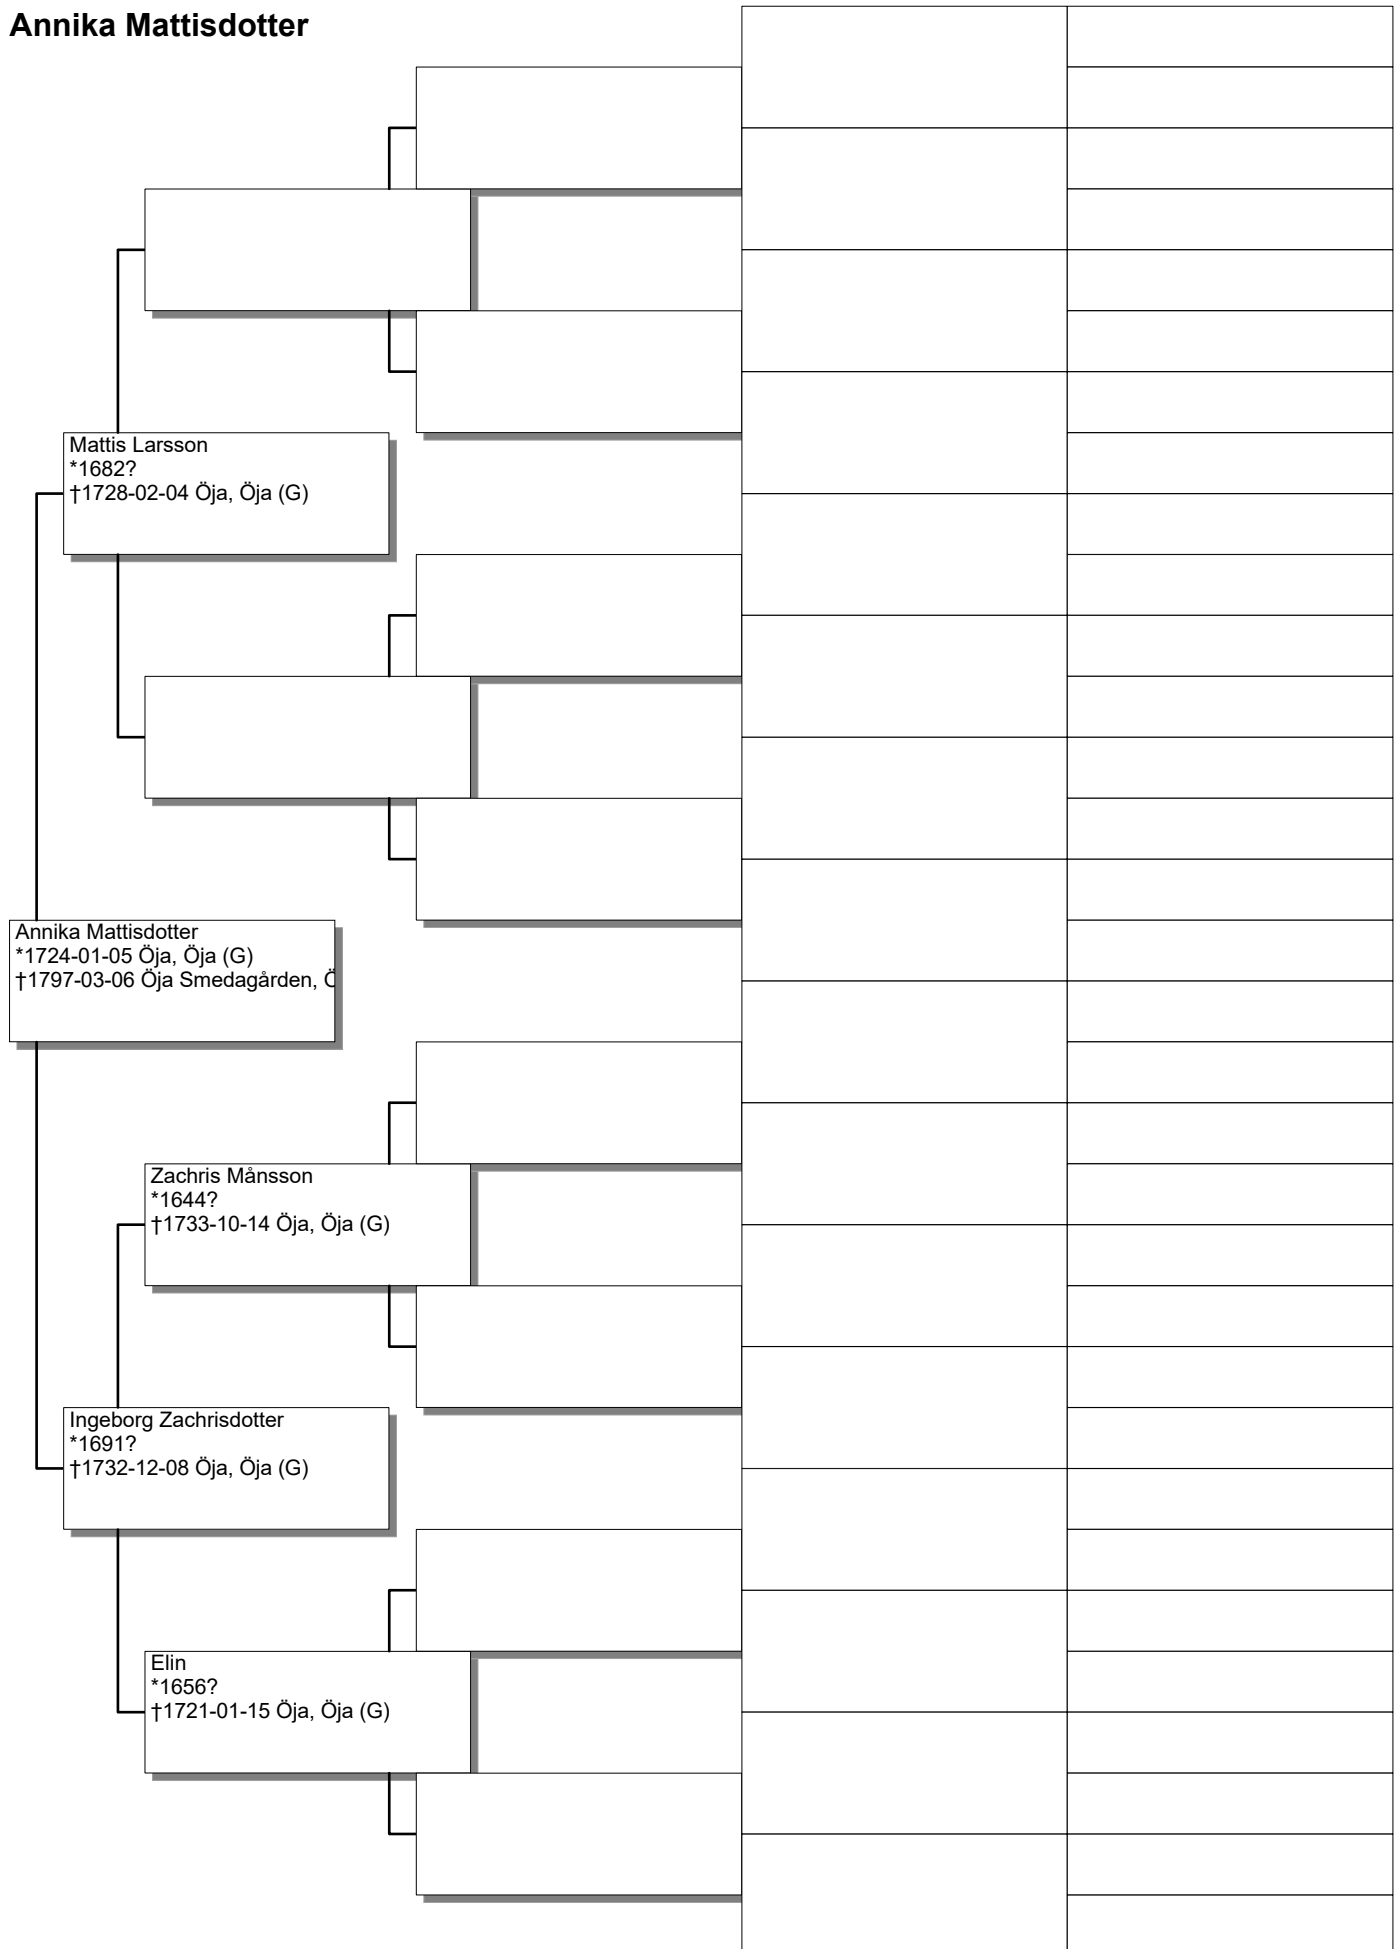 Annika Mattisdotter
Mattis Larsson
*1682?
†1728-02-04 Öja, Öja (G)
Annika Mattisdotter
*1724-01-05 Öja, Öja (G)
†1797-03-06 Öja Smedagården,
Zachris Månsson
*1644?
†1733-10-14 Öja, Öja (G)
Ingeborg Zachrisdotter
*1691?
†1732-12-08 Öja, Öja (G)
Elin
*1656?
†1721-01-15 Öja, Öja (G)